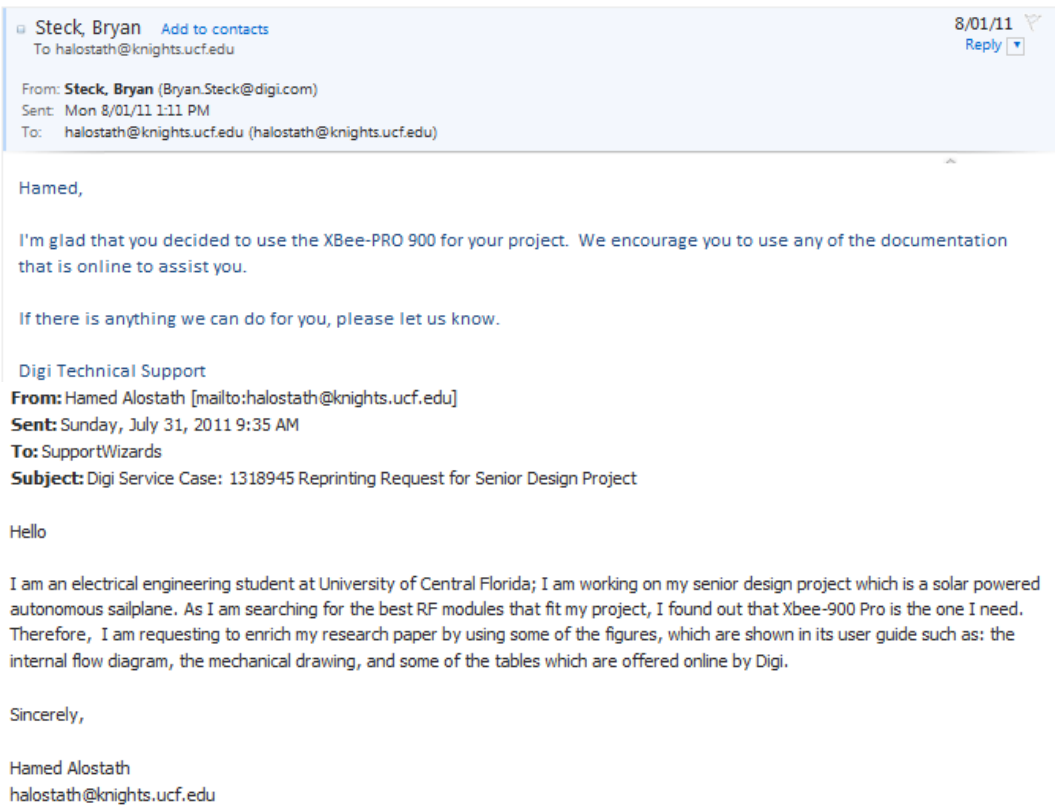 Steck, Bryan Add to contacts 8/01/11
To halostath@knights.ucf.edu Reply
From: Steck, Bryan (Bryan.Steck@digi.com)
Sent: Mon 8/01/11 1:11 PM
To: halostath@knights.ucf.edu (halostath@knights.ucf.edu)
Hamed,
I'm glad that you decided to use the XBee-PRO 900 for your project. We encourage you to use any of the documentation
that is online to assist you.
If there is anything we can do for you, please let us know.
Digi Technical Support
From: Hamed Alostath [mailto:halostath@knights.ucf.edu]
Sent: Sunday, July 31, 2011 9:35 AM
To: SupportWizards
Subject: Digi Service Case: 1318945 Reprinting Request for Senior Design Project
Hello
I am an electrical engineering student at University of Central Florida; I am working on my senior design project which is a solar powered
autonomous sailplane. As I am searching for the best RF modules that fit my project, I found out that Xbee-900 Pro is the one I need.
Therefore, I am requesting to enrich my research paper by using some of the figures, which are shown in its user guide such as: the
internal flow diagram, the mechanical drawing, and some of the tables which are offered online by Digi.
Sincerely,
Hamed Alostath
halostath@knights.ucf.edu